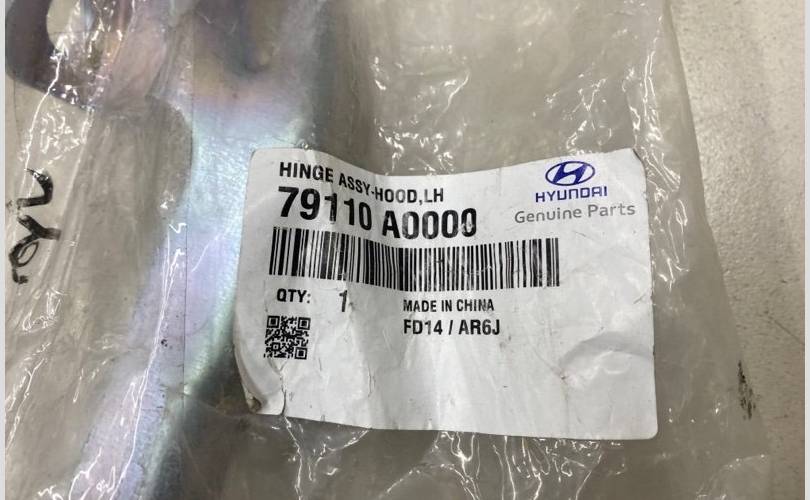 HINGE ASSY-HOOD,LH
79110 A0000
HYUNDAI
Genuine Parts
QTY: 1
MADE IN CHINA
FD14 / AR6J